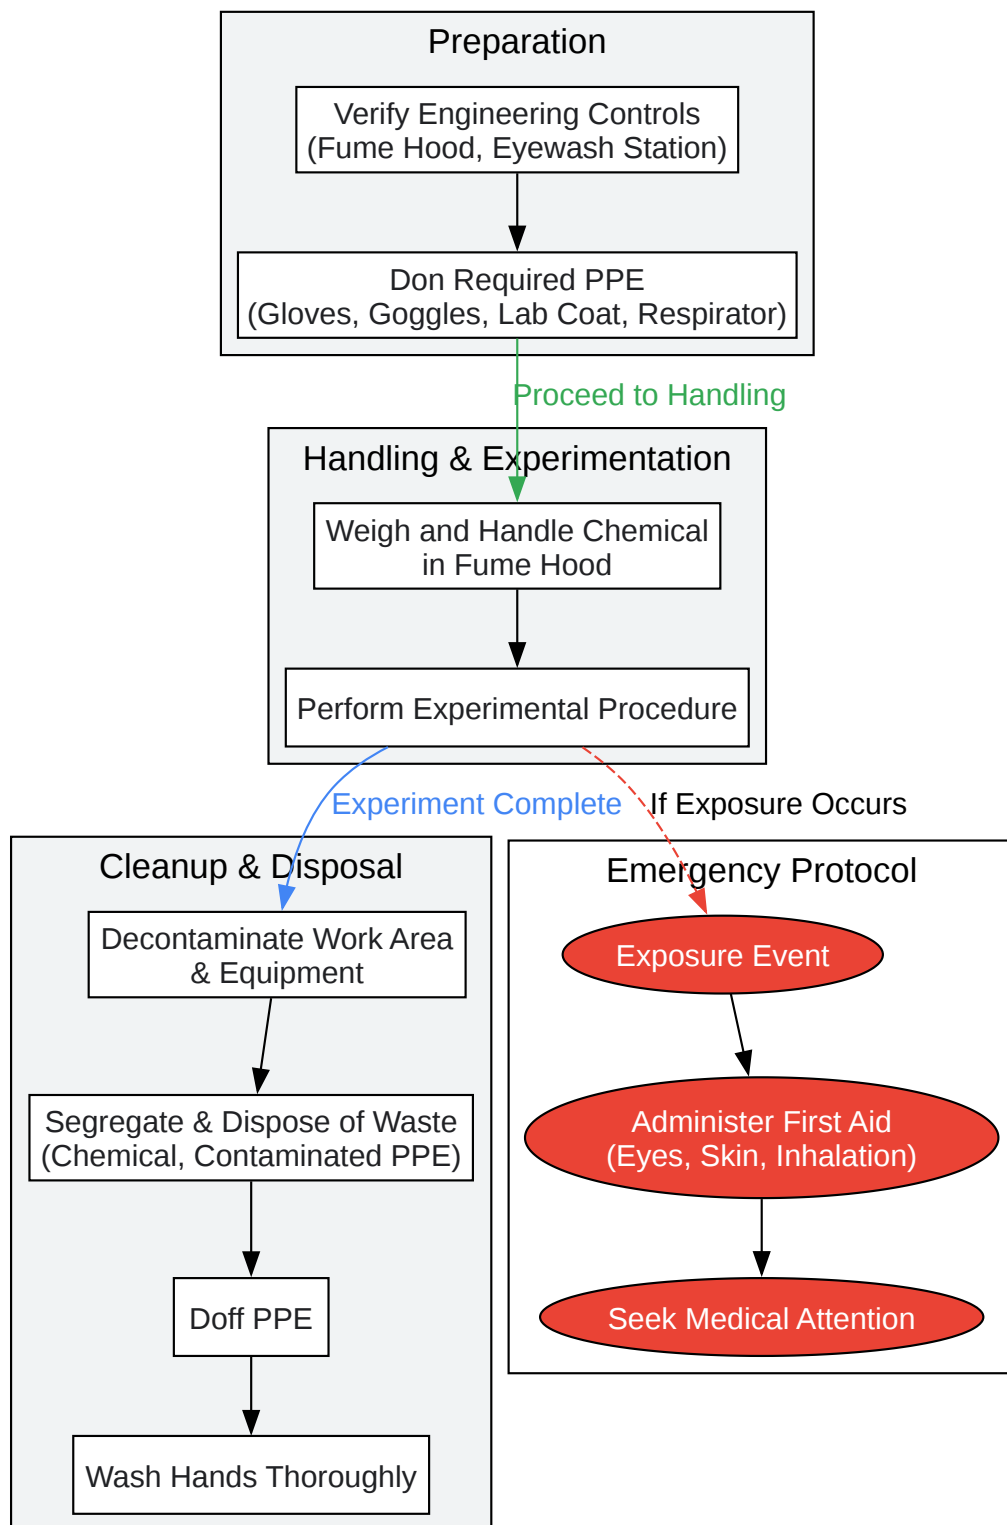 Preparation
Verify Engineering Controls
(Fume Hood, Eyewash Station)
Don Required PPE
(Gloves, Goggles, Lab Coat, Respirator)
Proceed to Handling
Handling & Experimentation
Weigh and Handle Chemical
in Fume Hood
Perform Experimental Procedure
Experiment Complete
If Exposure Occurs
Cleanup & Disposal
Decontaminate Work Area
& Equipment
Segregate & Dispose of Waste
(Chemical, Contaminated PPE)
Doff PPE
Wash Hands Thoroughly
Emergency Protocol
Exposure Event
Administer First Aid
(Eyes, Skin, Inhalation)
Seek Medical Attention